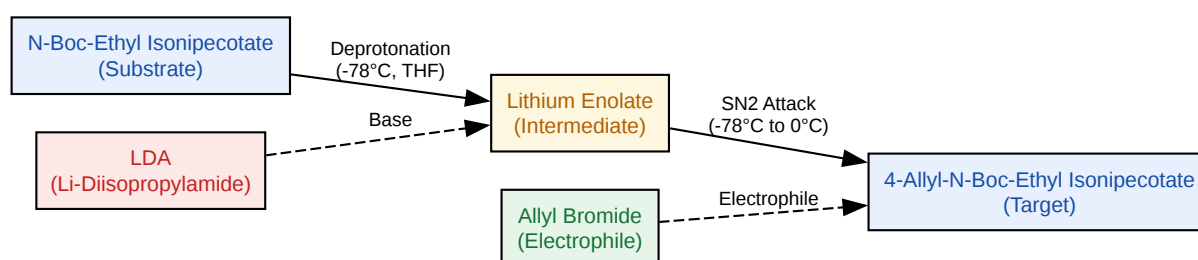 N-Boc-Ethyl Isonipecotate
(Substrate)
Deprotonation
(-78°C, THF)
LDA
(Li-Diisopropylamide)
Base
Lithium Enolate
(Intermediate)
SN2 Attack
(-78°C to 0°C)
Allyl Bromide
(Electrophile)
Electrophile
4-Allyl-N-Boc-Ethyl Isonipecotate
(Target)